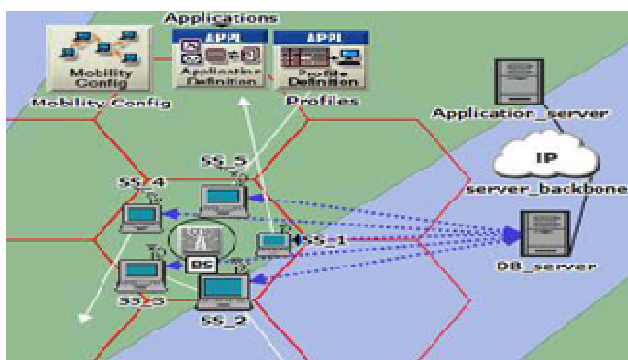 Applications
APPL
APPL
Mobility Config
Application Definition
Profile Definition
Mobility Config
Profiles
Application_server
IP
server_backbone
DB_server
SS_5
SS_4
SS_1
BS
SS_3
SS_2